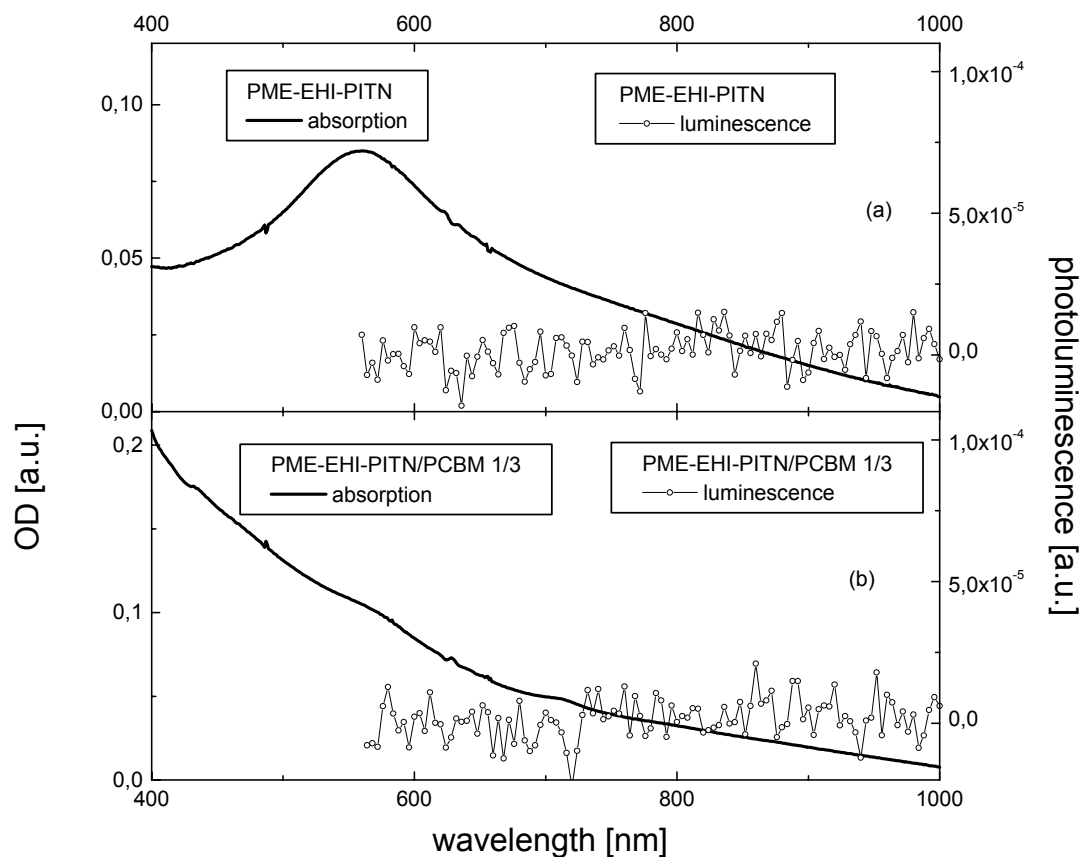 400 600 800 1000
PME-EHI-PITN
absorption
PME-EHI-PITN
luminescence
(a)
0,10
0,05
0,00
1,0x10-4
5,0x10-5
0,0
PME-EHI-PITN/PCBM 1/3
absorption
PME-EHI-PITN/PCBM 1/3
luminescence
(b)
0,2
0,1
0,0
1,0x10-4
5,0x10-5
0,0
OD [a.u.]
photoluminescence [a.u.]
400 600 800 1000
wavelength [nm]